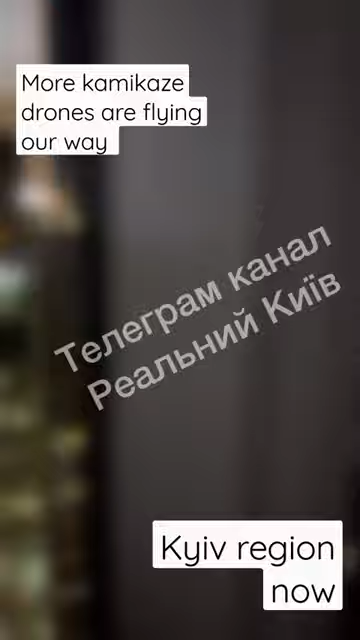 More kamikaze
drones are flying
our way
Телеграм канал
Реальний Київ
Kyiv region
now